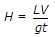 H = LV
gt